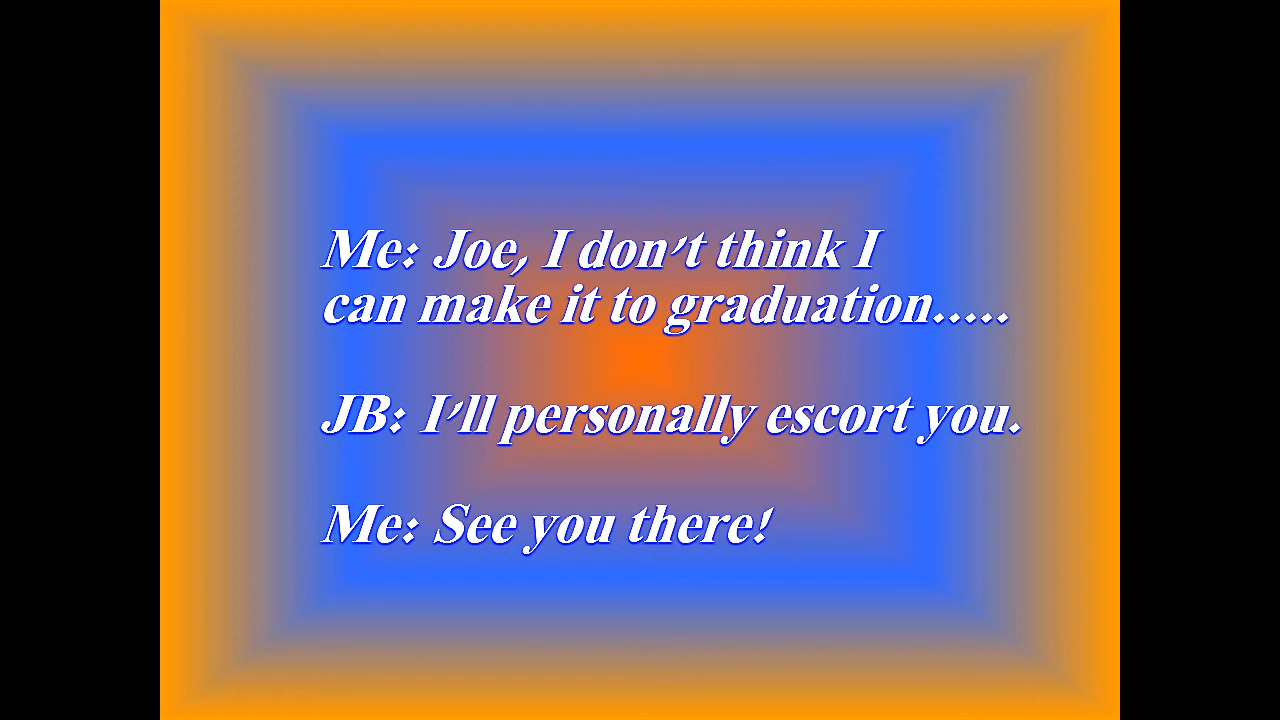 Me: Joe, I don't think I
can make it to graduation.....
JB: I'll personally escort you.
Me: See you there!